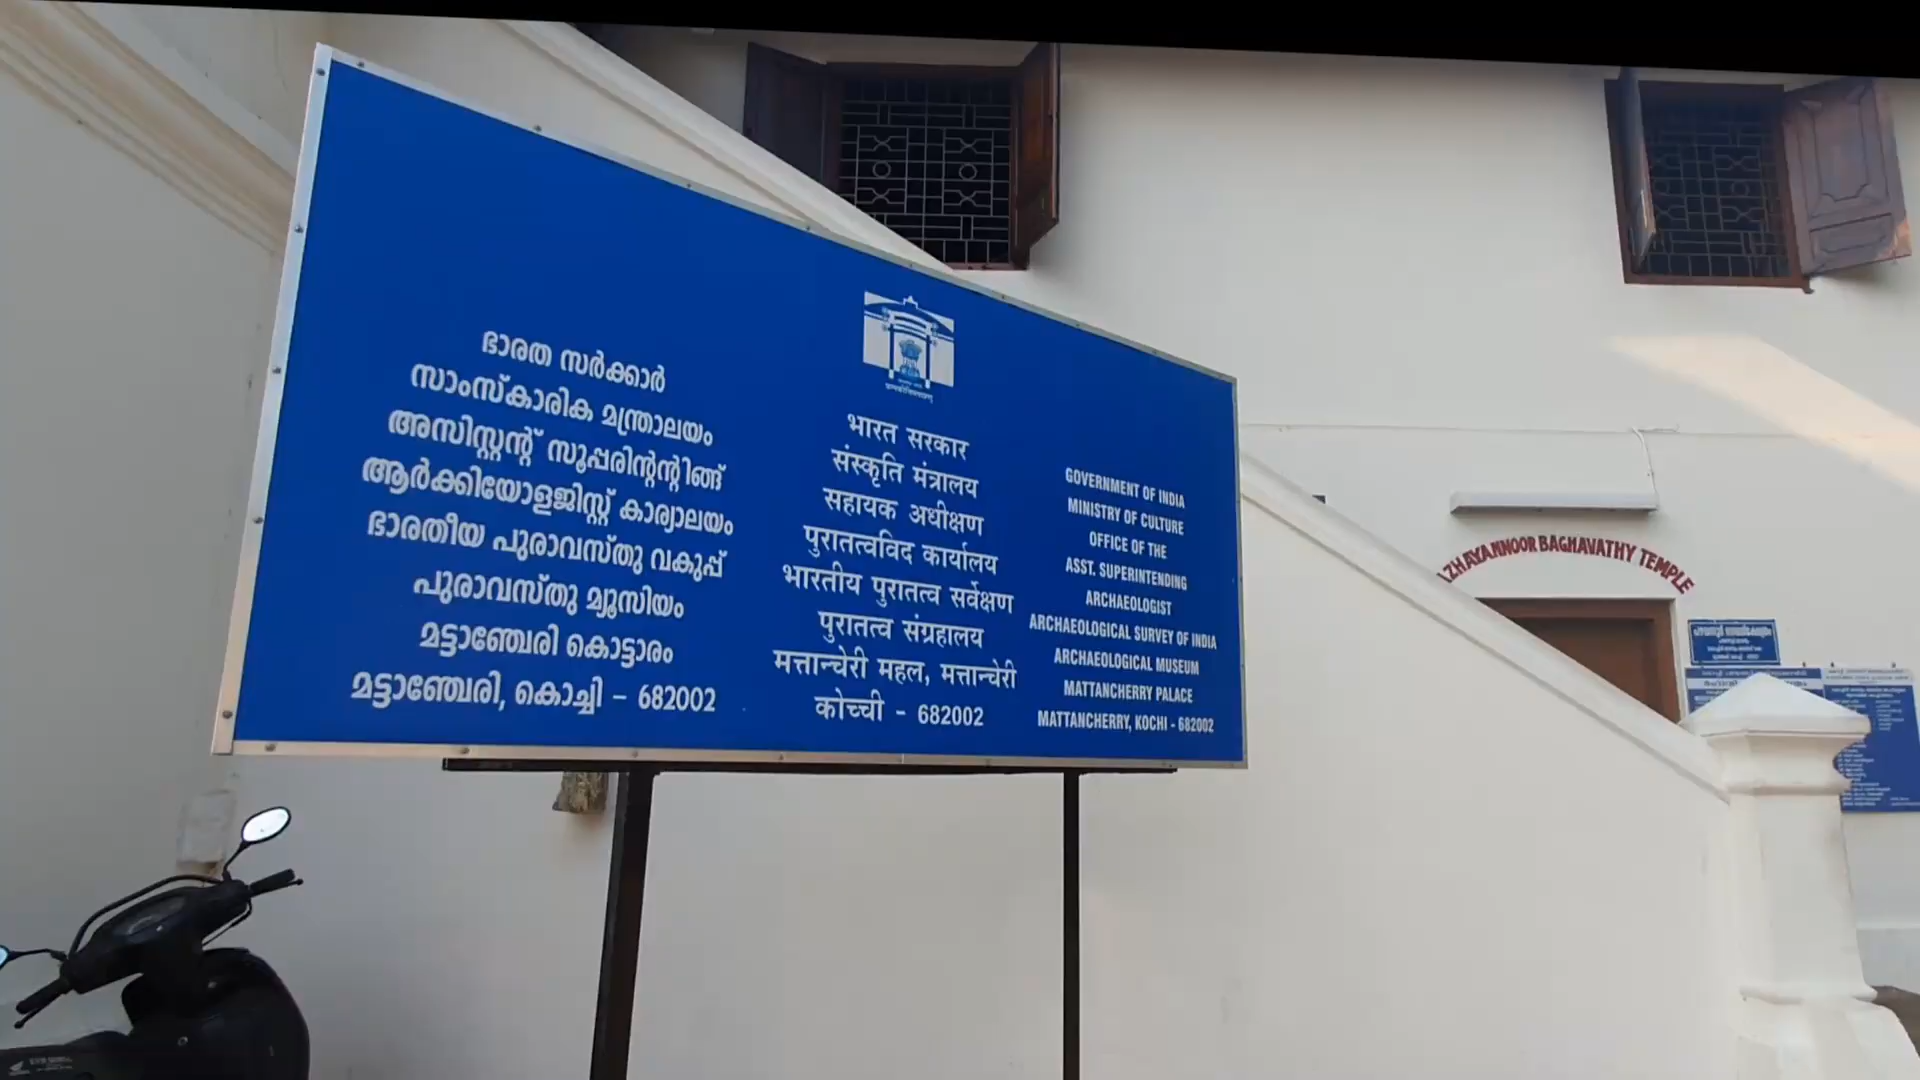 ഭാരത സർക്കാർ
സാംസ്കാരിക മന്ത്രാലയം
അസിസ്റ്റന്റ് സൂപ്പരിന്റന്റിങ്ങ്
ആർക്കിയോളജിസ്റ്റ് കാര്യാലയം
ഭാരതീയ പുരാവസ്തു വകുപ്പ്
പുരാവസ്തു മ്യൂസിയം
മട്ടാഞ്ചേരി കൊട്ടാരം
മട്ടാഞ്ചേരി, കൊച്ചി – 682002
भारत सरकार
संस्कृति मंत्रालय
सहायक अधीक्षण
पुरातत्वविद कार्यालय
भारतीय पुरातत्व सर्वेक्षण
पुरातत्व संग्रहालय
मत्तान्चेरी महल, मत्तान्चेरी
कोच्ची - 682002
GOVERNMENT OF INDIA
MINISTRY OF CULTURE
OFFICE OF THE
ASST. SUPERINTENDING
ARCHAEOLOGIST
ARCHAEOLOGICAL SURVEY OF INDIA
ARCHAEOLOGICAL MUSEUM
MATTANCHERRY PALACE
MATTANCHERRY, KOCHI - 682002
AZHAYANNOOR BAGHAVATHY TEMPLE